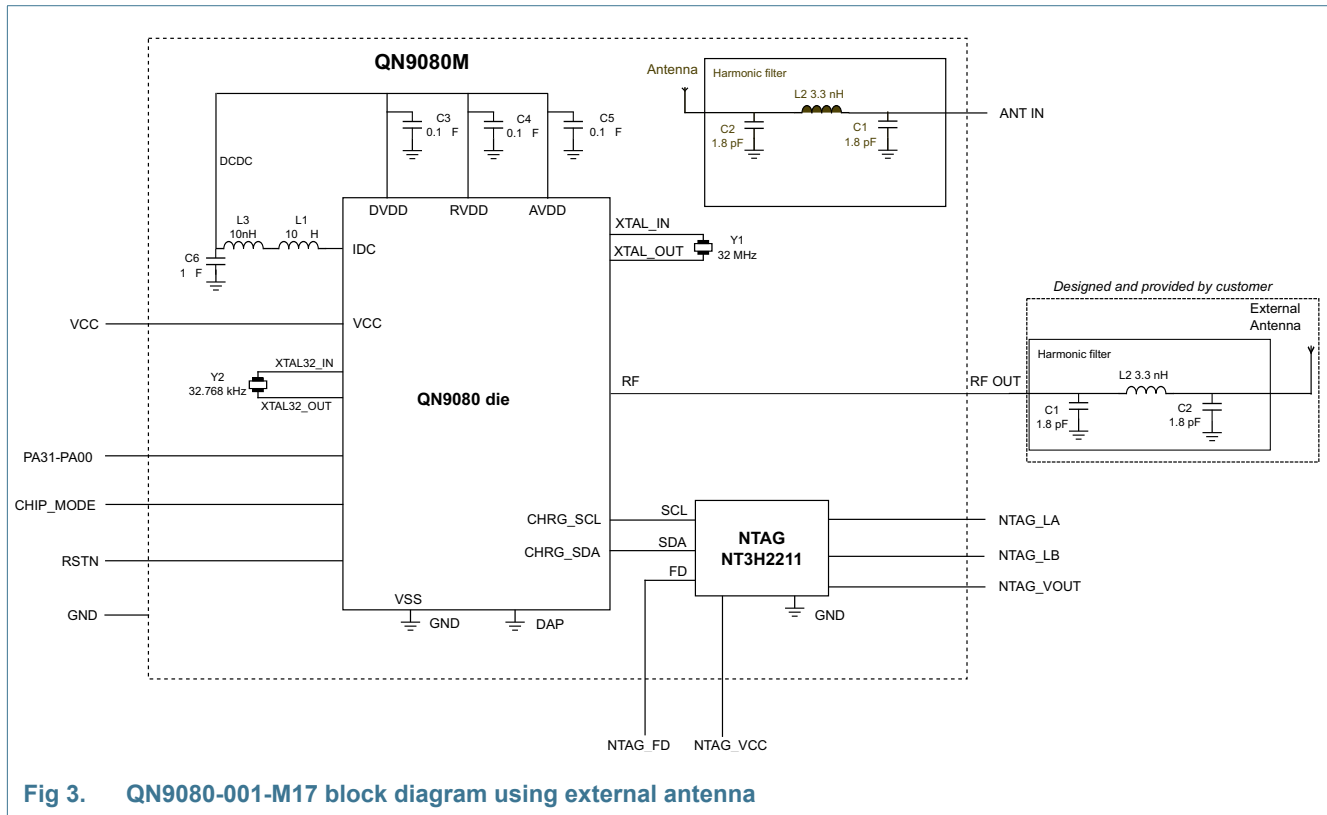 QN9080M
Antenna
Harmonic filter
L2 3.3 nH
C2
1.8 pF
C1
1.8 pF
ANT IN
C3
0.1 F
C4
0.1 F
C5
0.1 F
DCDC
DVDD
RVDD
AVDD
L3
10nH
L1
10 H
IDC
C6
1 F
XTAL_IN
XTAL_OUT
Y1
32 MHz
VCC
VCC
XTAL32_IN
Y2
32.768 kHz
XTAL32_OUT
QN9080 die
RF
RF OUT
Designed and provided by customer
External
Antenna
Harmonic filter
L2 3.3 nH
C1
1.8 pF
C2
1.8 pF
PA31-PA00
CHIP_MODE
RSTN
GND
CHRG_SCL
CHRG_SDA
SCL
SDA
FD
NTAG
NT3H2211
NTAG_LA
NTAG_LB
NTAG_VOUT
VSS
GND
DAP
GND
NTAG_FD
NTAG_VCC
Fig 3. QN9080-001-M17 block diagram using external antenna